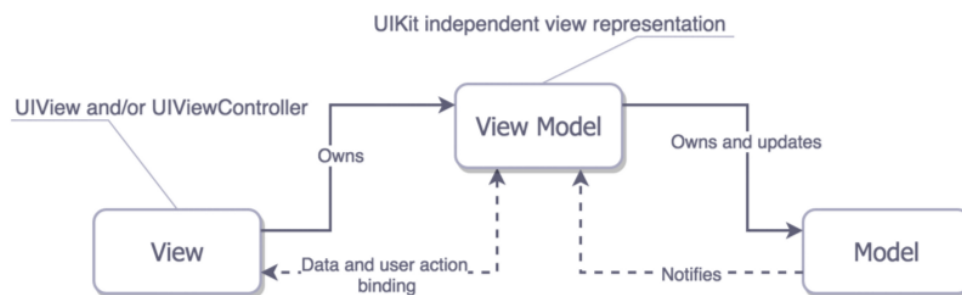 UIKit independent view representation
UIView and/or UIViewController
View Model
Owns
Owns and updates
View
Data and user action
binding
Notifies
Model